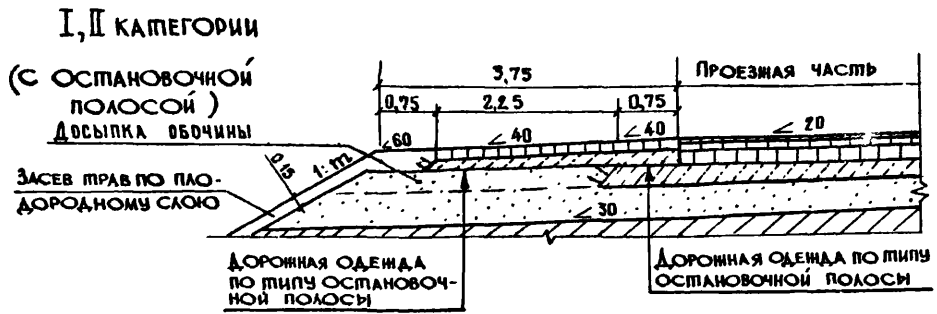 I, II КАТЕГОРИИ
(С ОСТАНОВОЧНОЙ
ПОЛОСОЙ)
ДОСЫПКА ОБОЧИНЫ
ЗАСЕВ ТРАВ ПО ПЛО-
ДОРОДНОМУ СЛОЮ
3,75
ПРОЕЗЖАЯ ЧАСТЬ
0,75 2,25 0,75
60 40 40 20
0,15
1:m
30
ДОРОЖНАЯ ОДЕЖДА
ПО ТИПУ ОСТАНОВОЧ-
НОЙ ПОЛОСЫ
ДОРОЖНАЯ ОДЕЖДА ПО ТИПУ
ОСТАНОВОЧНОЙ ПОЛОСЫ